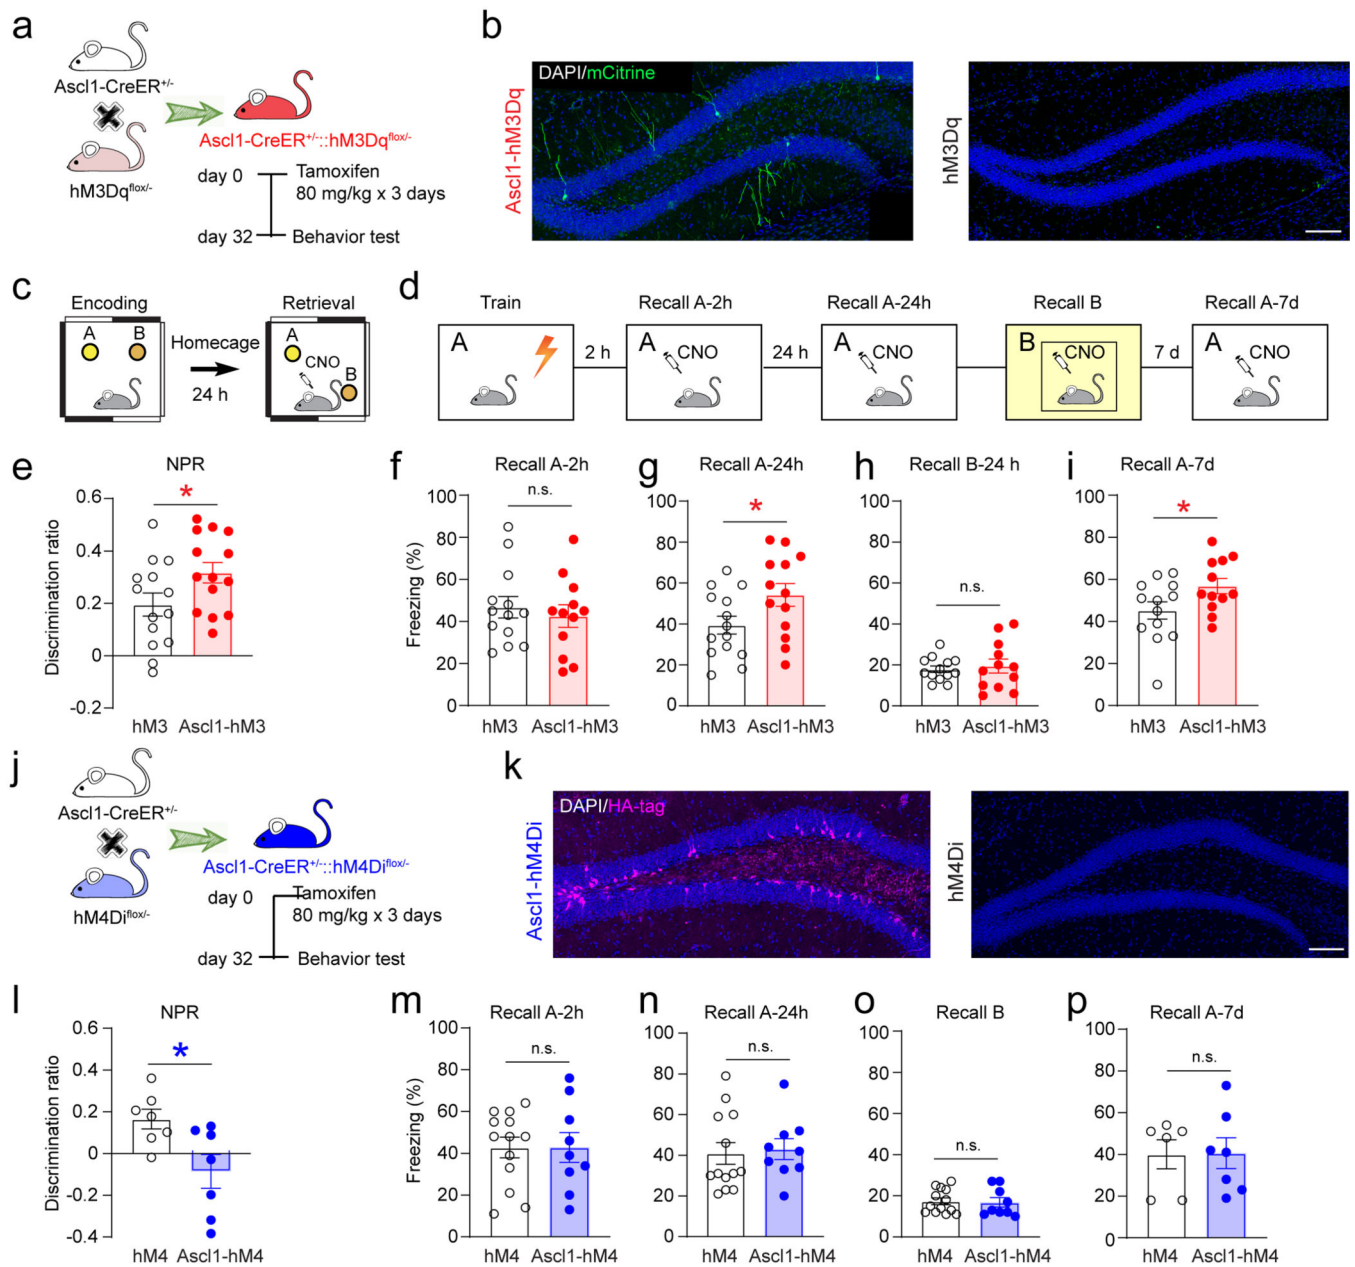 a
Ascl1-CreER+/-
hM3Dqflox/-
Ascl1-CreER+/-::hM3Dqflox/-
day 0
Tamoxifen
80 mg/kg x 3 days
day 32
Behavior test
b
DAPI/mCitrine
Ascl1-hM3Dq
hM3Dq
c
Encoding
Retrieval
A
B
Homecage
24 h
A
CNO
B
d
Train
Recall A-2h
Recall A-24h
Recall B
Recall A-7d
A
2 h
A
CNO
24 h
A
CNO
B
CNO
7 d
A
CNO
e
NPR
*
Discrimination ratio
0.6
0.4
0.2
0
-0.2
hM3
Ascl1-hM3
f
Recall A-2h
n.s.
Freezing (%)
100
80
60
40
20
0
hM3
Ascl1-hM3
g
Recall A-24h
*
100
80
60
40
20
0
hM3
Ascl1-hM3
h
Recall B-24 h
n.s.
100
80
60
40
20
0
hM3
Ascl1-hM3
i
Recall A-7d
*
100
80
60
40
20
0
hM3
Ascl1-hM3
j
Ascl1-CreER+/-
hM4Diflox/-
Ascl1-CreER+/-::hM4Diflox/-
day 0
Tamoxifen
80 mg/kg x 3 days
day 32
Behavior test
k
DAPI/HA-tag
Ascl1-hM4Di
hM4Di
l
NPR
*
Discrimination ratio
0.6
0.4
0.2
0
-0.2
-0.4
hM4
Ascl1-hM4
m
Recall A-2h
n.s.
Freezing (%)
100
80
60
40
20
0
hM4
Ascl1-hM4
n
Recall A-24h
n.s.
100
80
60
40
20
0
hM4
Ascl1-hM4
o
Recall B
n.s.
100
80
60
40
20
0
hM4
Ascl1-hM4
p
Recall A-7d
n.s.
100
80
60
40
20
0
hM4
Ascl1-hM4